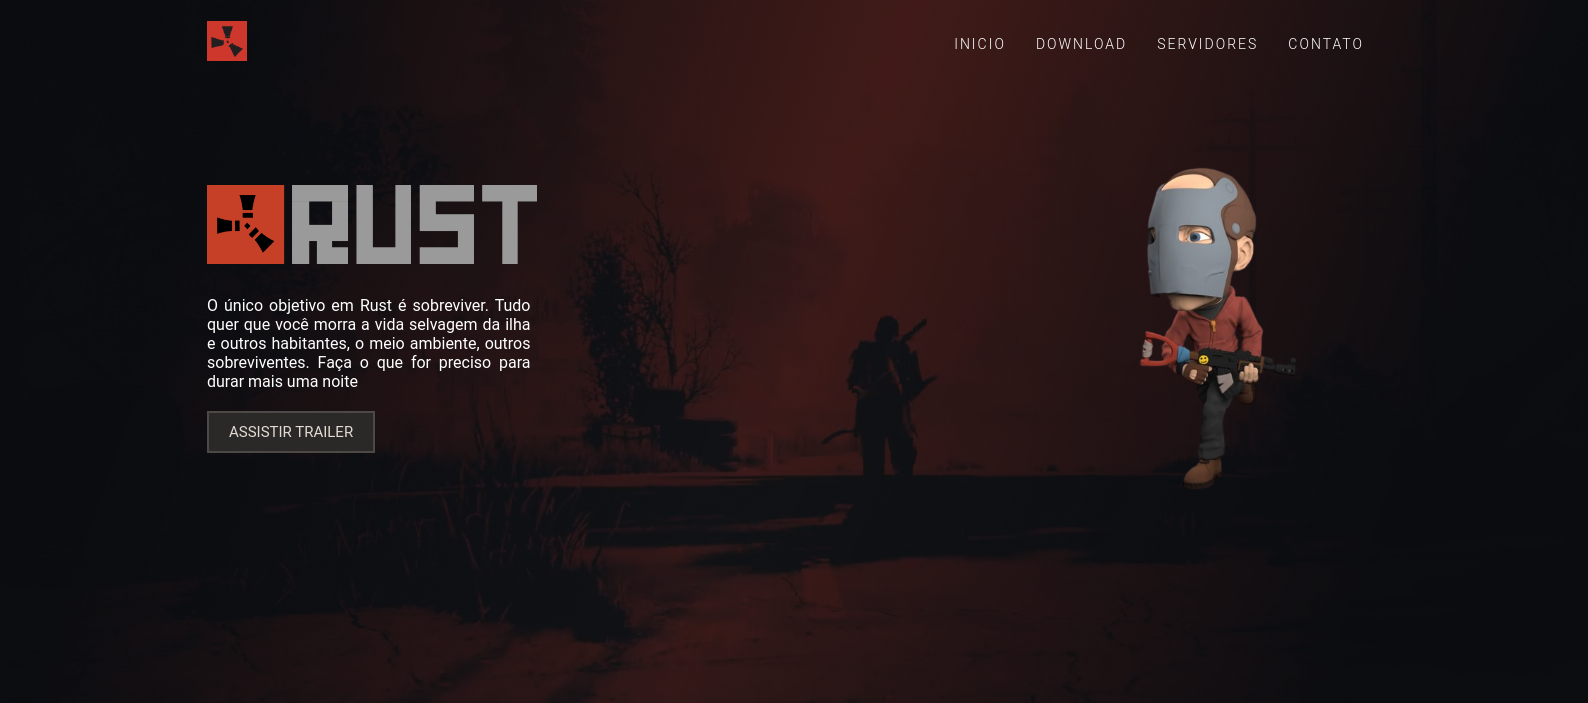 INICIO DOWNLOAD SERVIDORES CONTATO
RUST
O único objetivo em Rust é sobreviver. Tudo
quer que você morra a vida selvagem da ilha
e outros habitantes, o meio ambiente, outros
sobreviventes. Faça o que for preciso para
durar mais uma noite
ASSISTIR TRAILER